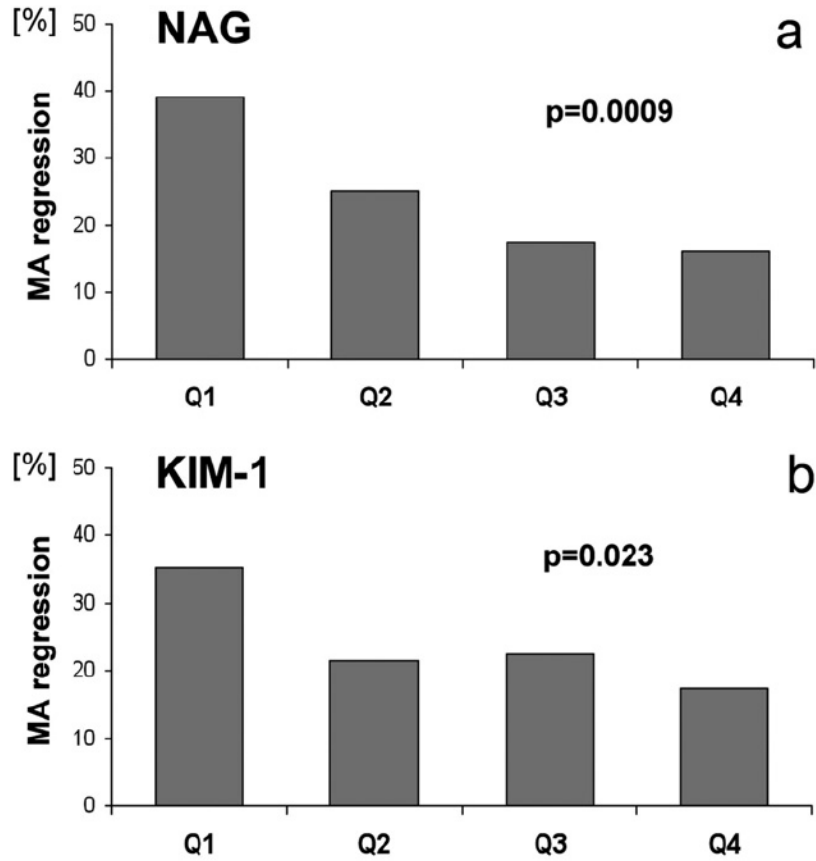 [%]
NAG
a
50
40
30
20
10
0
MA regression
p=0.0009
Q1 Q2 Q3 Q4
[%]
KIM-1
b
50
40
30
20
10
0
MA regression
p=0.023
Q1 Q2 Q3 Q4